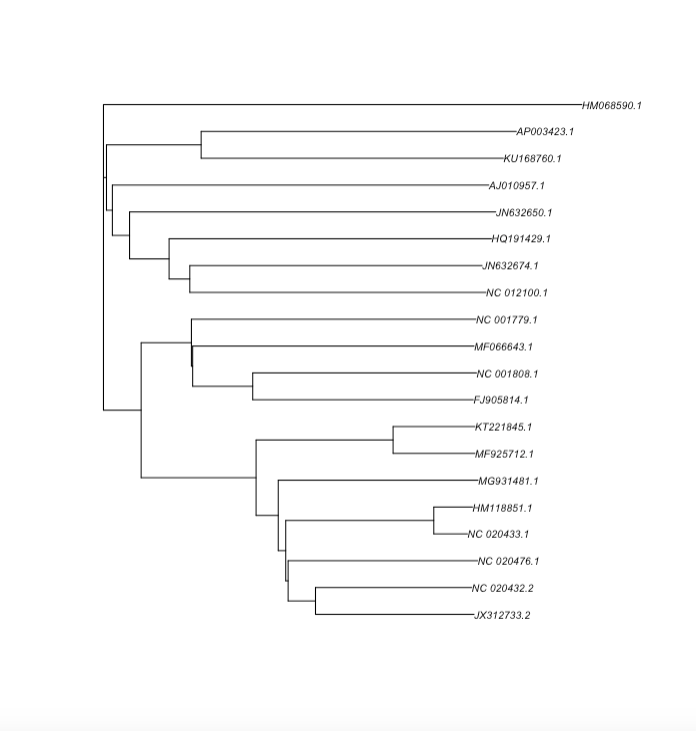 HM068590.1
AP003423.1
KU168760.1
AJ010957.1
JN632650.1
HQ191429.1
JN632674.1
NC 012100.1
NC 001779.1
MF066643.1
NC 001808.1
FJ905814.1
KT221845.1
MF925712.1
MG931481.1
HM118851.1
NC 020433.1
NC 020476.1
NC 020432.2
JX312733.2